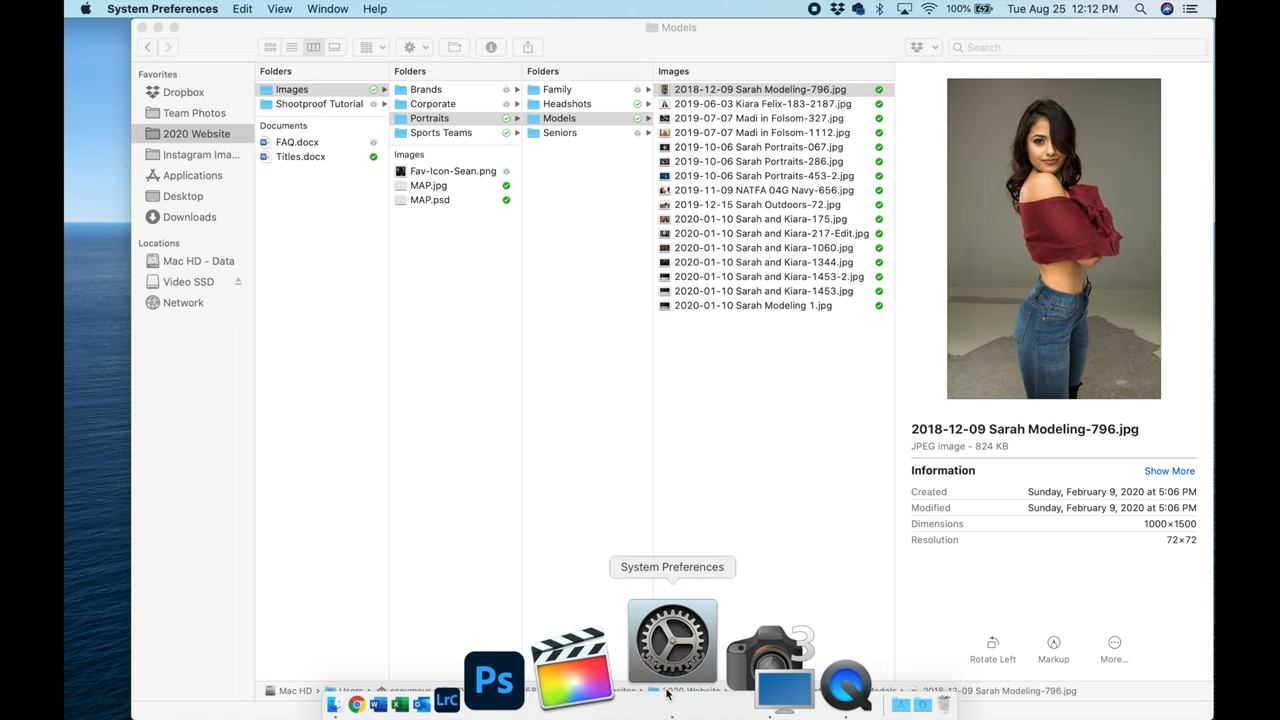 System Preferences Edit View Window Help 100% Tue Aug 25 12:12 PM
Models
Search
Favorites
Dropbox
Team Photos
2020 Website
Instagram Ima...
Applications
Desktop
Downloads
Locations
Mac HD - Data
Video SSD
Network
Folders
Images
Shootproof Tutorial
Documents
FAQ.docx
Titles.docx
Folders
Brands
Corporate
Portraits
Sports Teams
Images
Fav-Icon-Sean.png
MAP.jpg
MAP.psd
Folders
Family
Headshots
Models
Seniors
Images
2018-12-09 Sarah Modeling-796.jpg
2019-06-03 Kiara Felix-183-2187.jpg
2019-07-07 Madi in Folsom-327.jpg
2019-07-07 Madi in Folsom-1112.jpg
2019-10-06 Sarah Portraits-067.jpg
2019-10-06 Sarah Portraits-286.jpg
2019-10-06 Sarah Portraits-453-2.jpg
2019-11-09 NATFA 04G Navy-656.jpg
2019-12-15 Sarah Outdoors-72.jpg
2020-01-10 Sarah and Kiara-175.jpg
2020-01-10 Sarah and Kiara-217-Edit.jpg
2020-01-10 Sarah and Kiara-1060.jpg
2020-01-10 Sarah and Kiara-1344.jpg
2020-01-10 Sarah and Kiara-1453-2.jpg
2020-01-10 Sarah and Kiara-1453.jpg
2020-01-10 Sarah Modeling 1.jpg
2018-12-09 Sarah Modeling-796.jpg
JPEG image - 824 KB
Information Show More
Created Sunday, February 9, 2020 at 5:06 PM
Modified Sunday, February 9, 2020 at 5:06 PM
Dimensions 1000×1500
Resolution 72×72
Rotate Left Markup More...
System Preferences
3
Ps
LrC
Mac HD Users 2020 Website 2018-12-09 Sarah Modeling-796.jpg